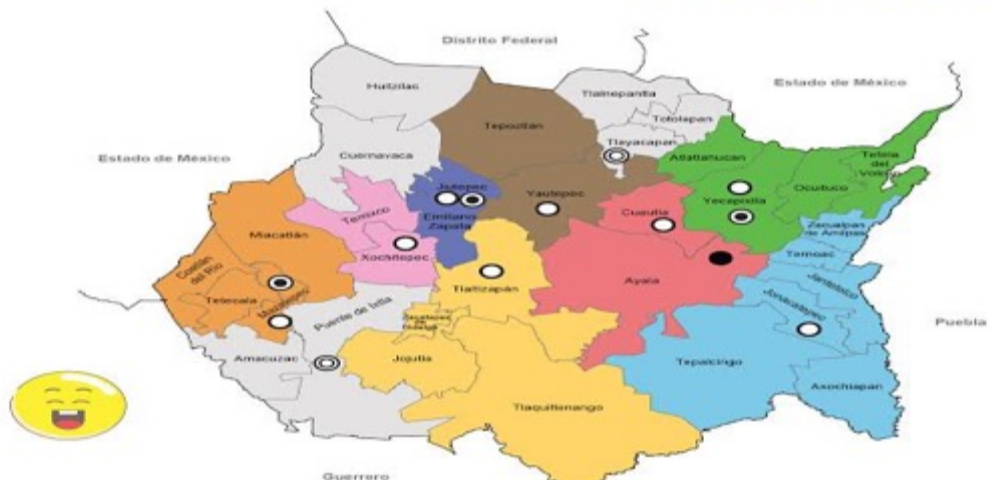 Distrito Federal
Estado de México
Huitzilac
Tlalnepantla
Totolapan
Tepoztlán
Tlayacapan
Estado de México
Cuernavaca
Atlatlahucan
Tetela
del
Volcán
Ocuituco
Jiutepec
Yautepec
Yecapixtla
Temixco
Emiliano
Zapata
Cuautla
Zacualpan
de Amilpas
Miacatlán
Xochitepec
Temoac
Coatlán
del Río
Tlaltizapán
Ayala
Jantetelco
Tetecala
Mazatepec
Puente de Ixtla
Zacatepec
de
Hidalgo
Jonacatepec
Puebla
Amacuzac
Jojutla
Tepalcingo
Axochiapan
Tlaquiltenango
Guerrero